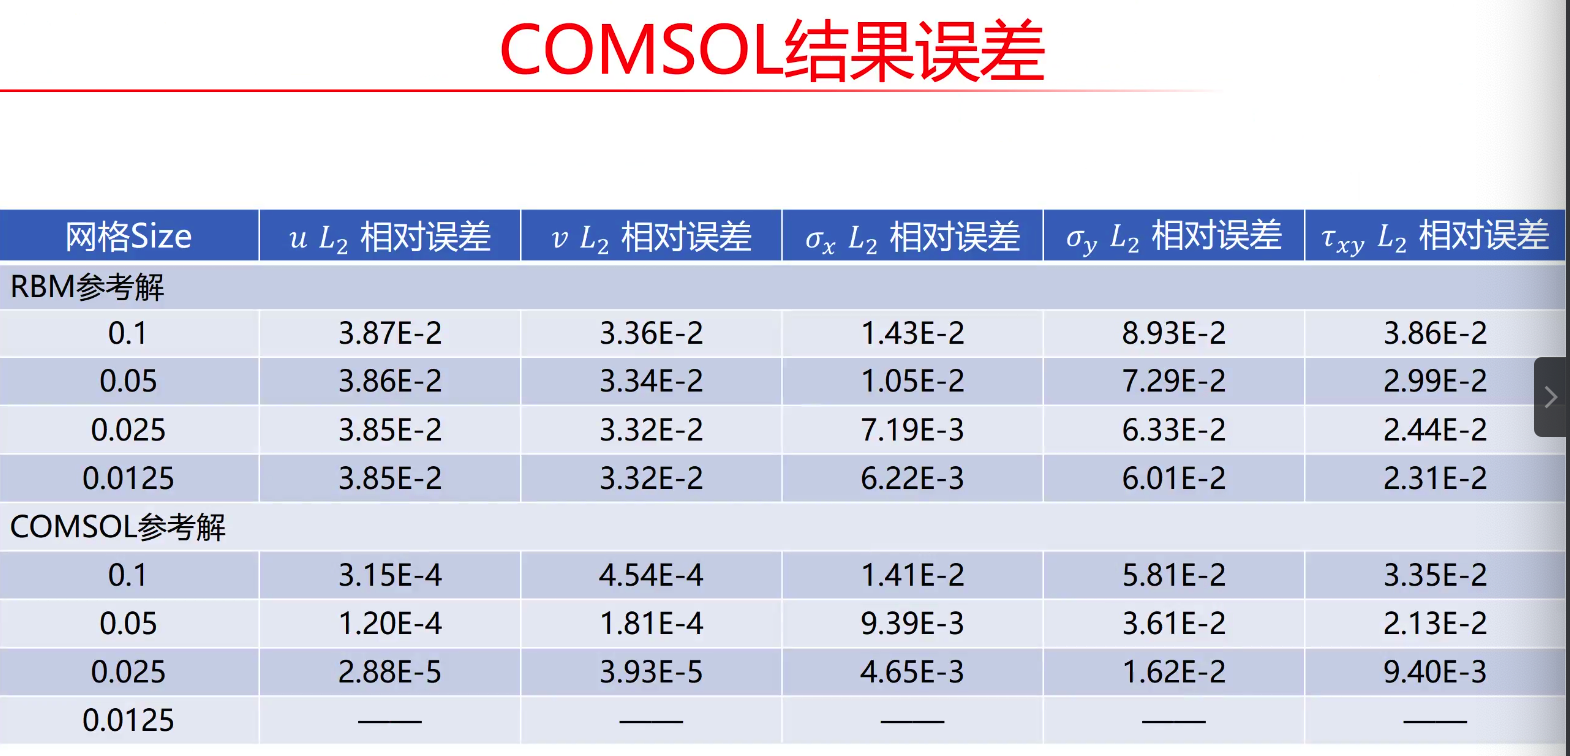 COMSOL结果误差
网格Size u L₂ 相对误差 v L₂ 相对误差 σₓ L₂ 相对误差 σ_y L₂ 相对误差 τ_xy L₂ 相对误差
RBM参考解
0.1 3.87E-2 3.36E-2 1.43E-2 8.93E-2 3.86E-2
0.05 3.86E-2 3.34E-2 1.05E-2 7.29E-2 2.99E-2
0.025 3.85E-2 3.32E-2 7.19E-3 6.33E-2 2.44E-2
0.0125 3.85E-2 3.32E-2 6.22E-3 6.01E-2 2.31E-2
COMSOL参考解
0.1 3.15E-4 4.54E-4 1.41E-2 5.81E-2 3.35E-2
0.05 1.20E-4 1.81E-4 9.39E-3 3.61E-2 2.13E-2
0.025 2.88E-5 3.93E-5 4.65E-3 1.62E-2 9.40E-3
0.0125 —— —— —— —— ——